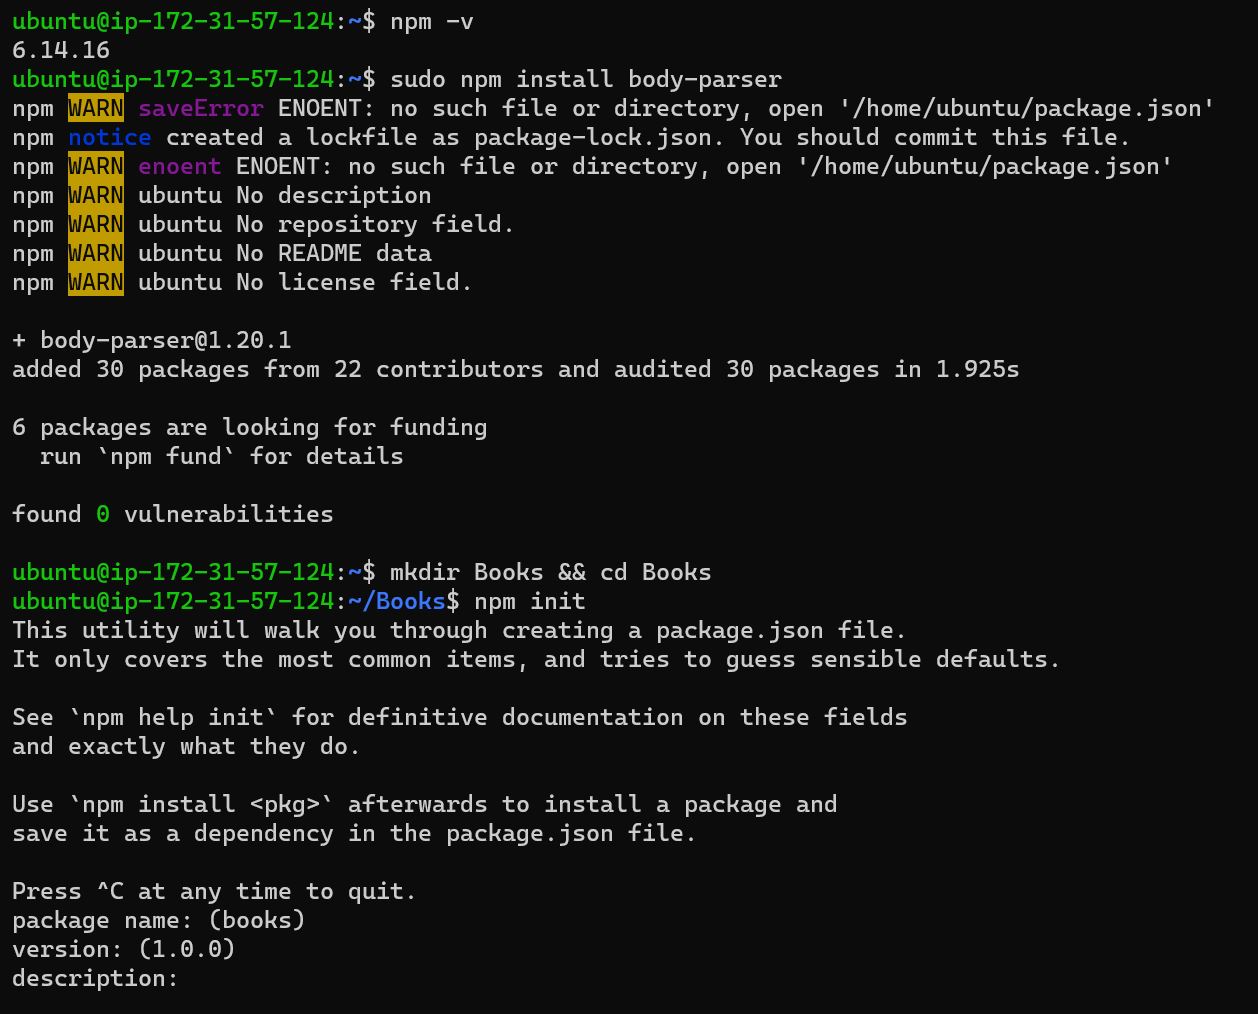 ubuntu@ip-172-31-57-124:~$ npm -v
6.14.16
ubuntu@ip-172-31-57-124:~$ sudo npm install body-parser
npm WARN saveError ENOENT: no such file or directory, open '/home/ubuntu/package.json'
npm notice created a lockfile as package-lock.json. You should commit this file.
npm WARN enoent ENOENT: no such file or directory, open '/home/ubuntu/package.json'
npm WARN ubuntu No description
npm WARN ubuntu No repository field.
npm WARN ubuntu No README data
npm WARN ubuntu No license field.

+ body-parser@1.20.1
added 30 packages from 22 contributors and audited 30 packages in 1.925s

6 packages are looking for funding
  run `npm fund` for details

found 0 vulnerabilities

ubuntu@ip-172-31-57-124:~$ mkdir Books && cd Books
ubuntu@ip-172-31-57-124:~/Books$ npm init
This utility will walk you through creating a package.json file.
It only covers the most common items, and tries to guess sensible defaults.

See `npm help init` for definitive documentation on these fields
and exactly what they do.

Use `npm install <pkg>` afterwards to install a package and
save it as a dependency in the package.json file.

Press ^C at any time to quit.
package name: (books)
version: (1.0.0)
description: